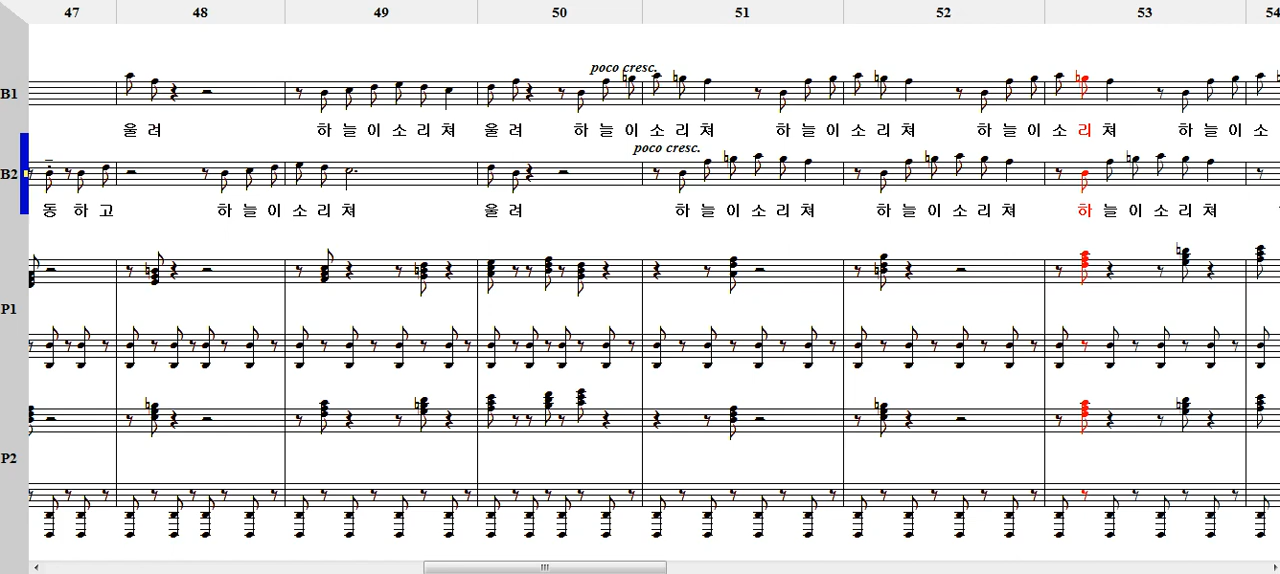 47 48 49 50 51 52 53 54
poco cresc.
B1
울 려 하 늘 이 소 리 쳐 울 려 하 늘 이 소 리 쳐 하 늘 이 소 리 쳐 하 늘 이 소 리 쳐 하 늘 이 소
poco cresc.
B2
동 하 고 하 늘 이 소 리 쳐 울 려 하 늘 이 소 리 쳐 하 늘 이 소 리 쳐 하 늘 이 소 리 쳐
P1
P2